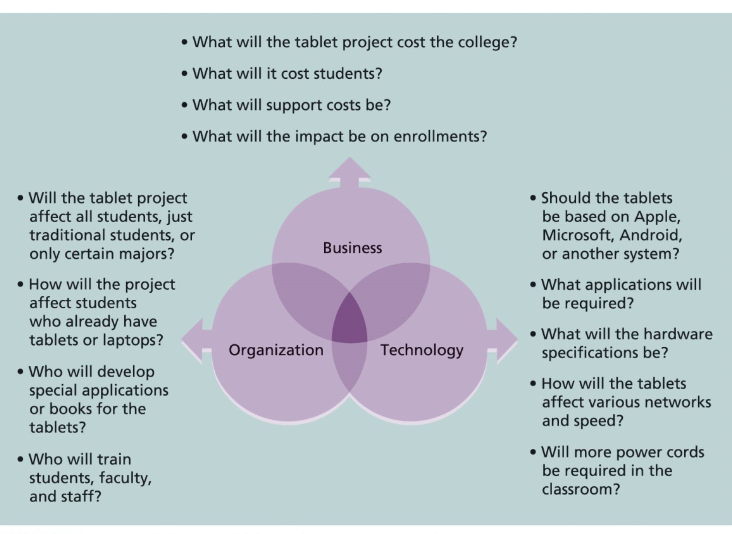 • What will the tablet project cost the college?
• What will it cost students?
• What will support costs be?
• What will the impact be on enrollments?
• Will the tablet project
affect all students, just
traditional students, or
only certain majors?
• How will the project
affect students
who already have
tablets or laptops?
• Who will develop
special applications
or books for the
tablets?
• Who will train
students, faculty,
and staff?
Business
Organization
Technology
• Should the tablets
be based on Apple,
Microsoft, Android,
or another system?
• What applications will
be required?
• What will the hardware
specifications be?
• How will the tablets
affect various networks
and speed?
• Will more power cords
be required in the
classroom?